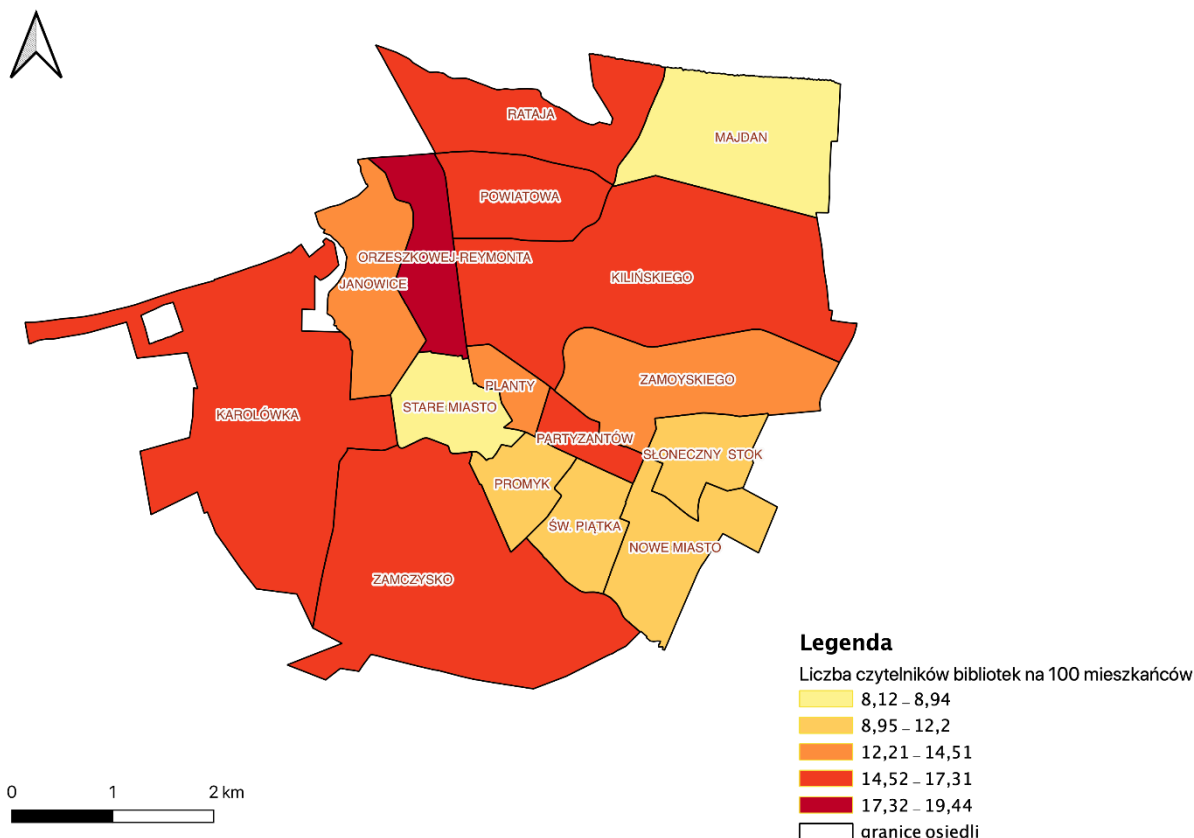 RATAJA
MAJDAN
POWIATOWA
ORZESZKOWEJ-REYMONTA
KILIŃSKIEGO
JANOWICE
ZAMOYSKIEGO
PLANTY
STARE MIASTO
KAROLÓWKA
PARTYZANTÓW
SŁONECZNY STOK
PROMYK
ŚW. PIĄTKA
NOWE MIASTO
ZAMCZYSKO
Legenda
Liczba czytelników bibliotek na 100 mieszkańców
8,12 – 8,94
8,95 – 12,2
12,21 – 14,51
14,52 – 17,31
17,32 – 19,44
granice osiedli
0 1 2 km